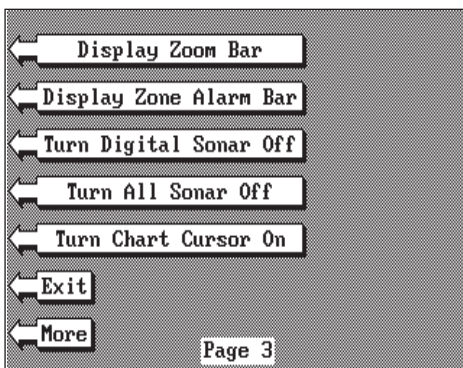 Display Zoom Bar
Display Zone Alarm Bar
Turn Digital Sonar Off
Turn All Sonar Off
Turn Chart Cursor On
Exit
More
Page 3